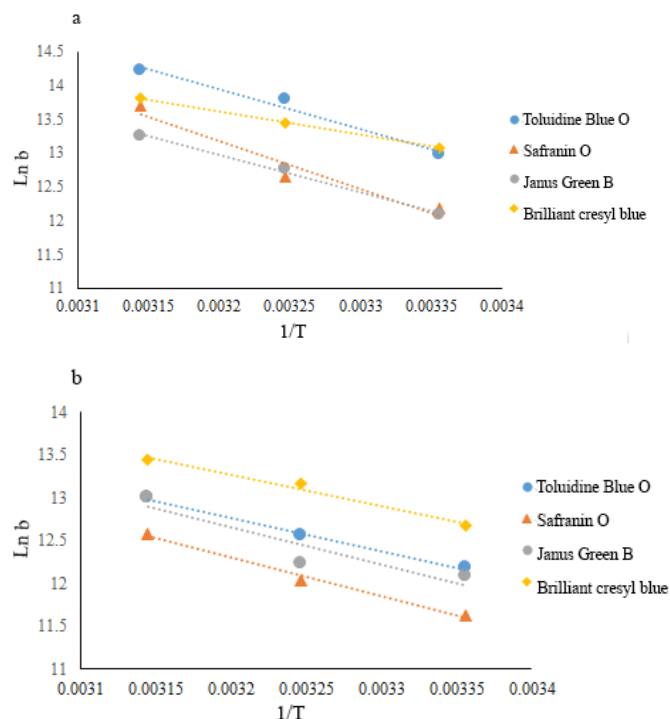 a
14.5
14
13.5
13
12.5
12
11.5
11
Ln b
0.0031 0.00315 0.0032 0.00325 0.0033 0.00335 0.0034
1/T
Toluidine Blue O
Safranin O
Janus Green B
Brilliant cresyl blue
b
14
13.5
13
12.5
12
11.5
11
Ln b
0.0031 0.00315 0.0032 0.00325 0.0033 0.00335 0.0034
1/T
Toluidine Blue O
Safranin O
Janus Green B
Brilliant cresyl blue